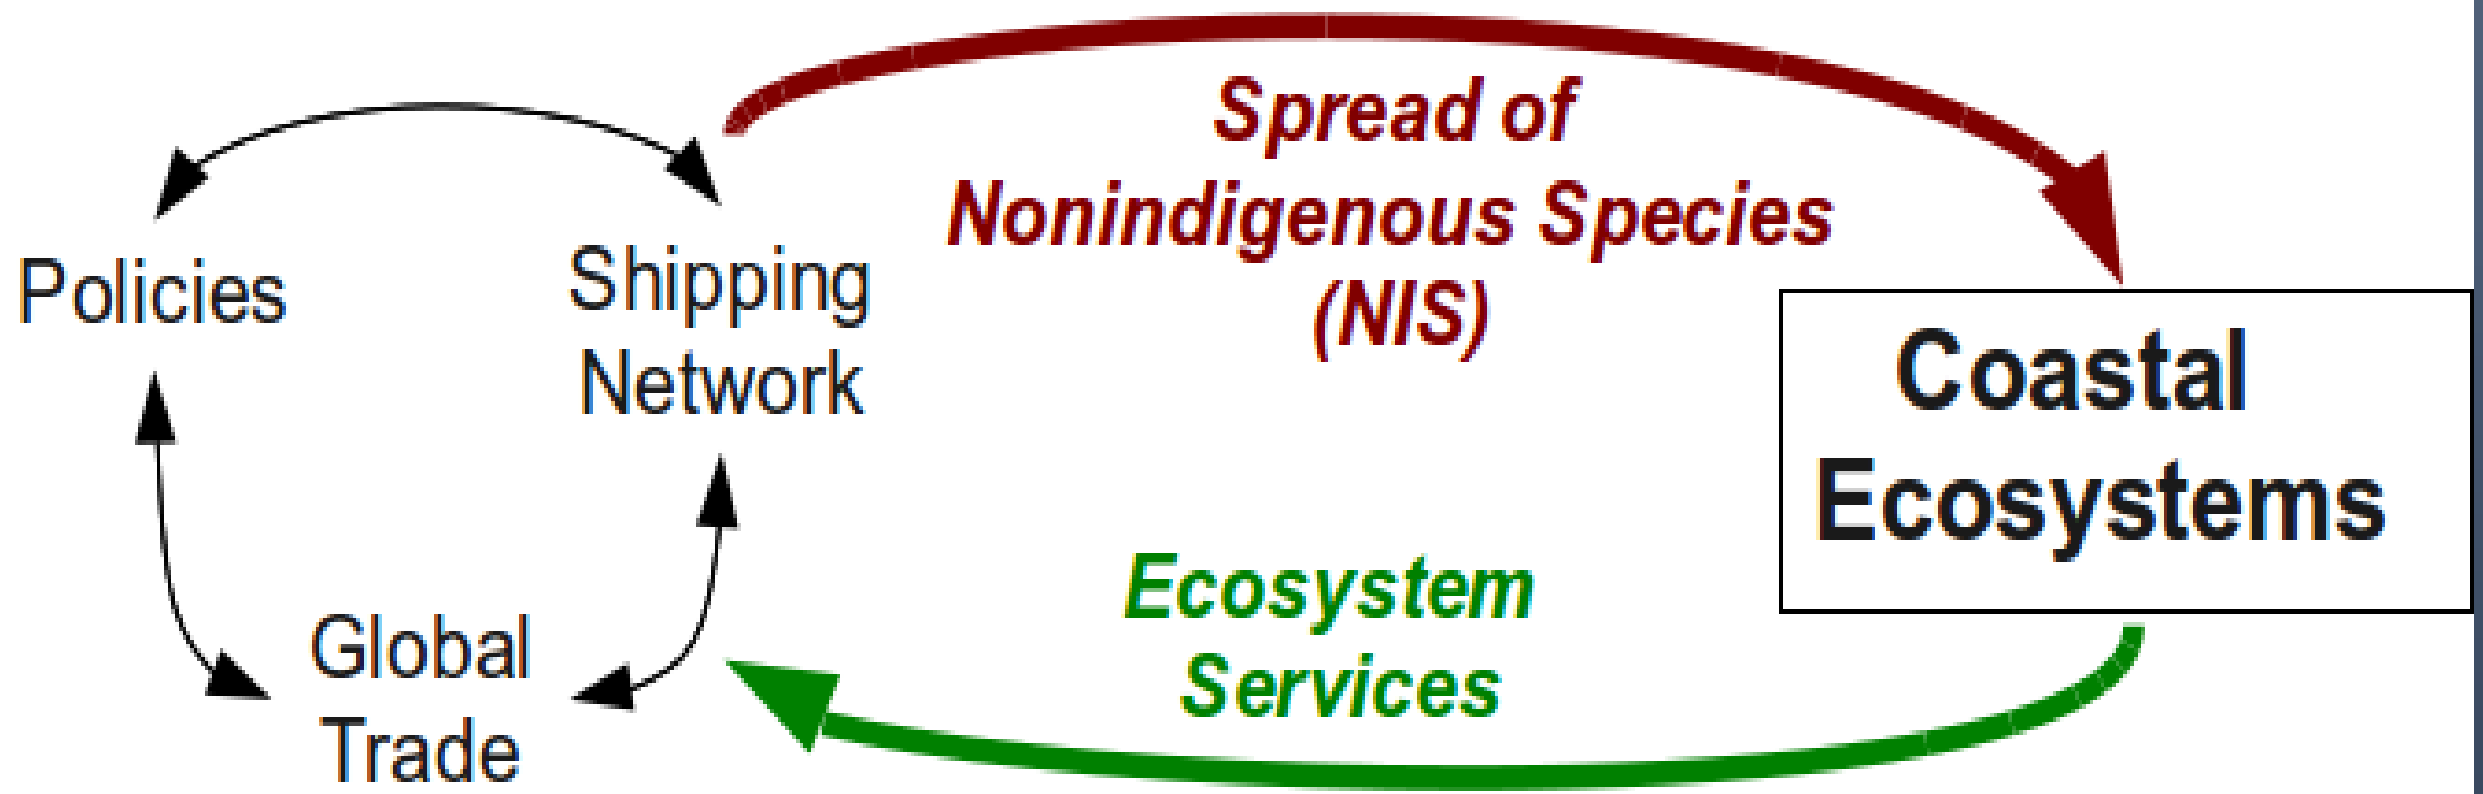 Policies
Shipping
Network
Global
Trade
Spread of
Nonindigenous Species
(NIS)
Coastal
Ecosystems
Ecosystem
Services